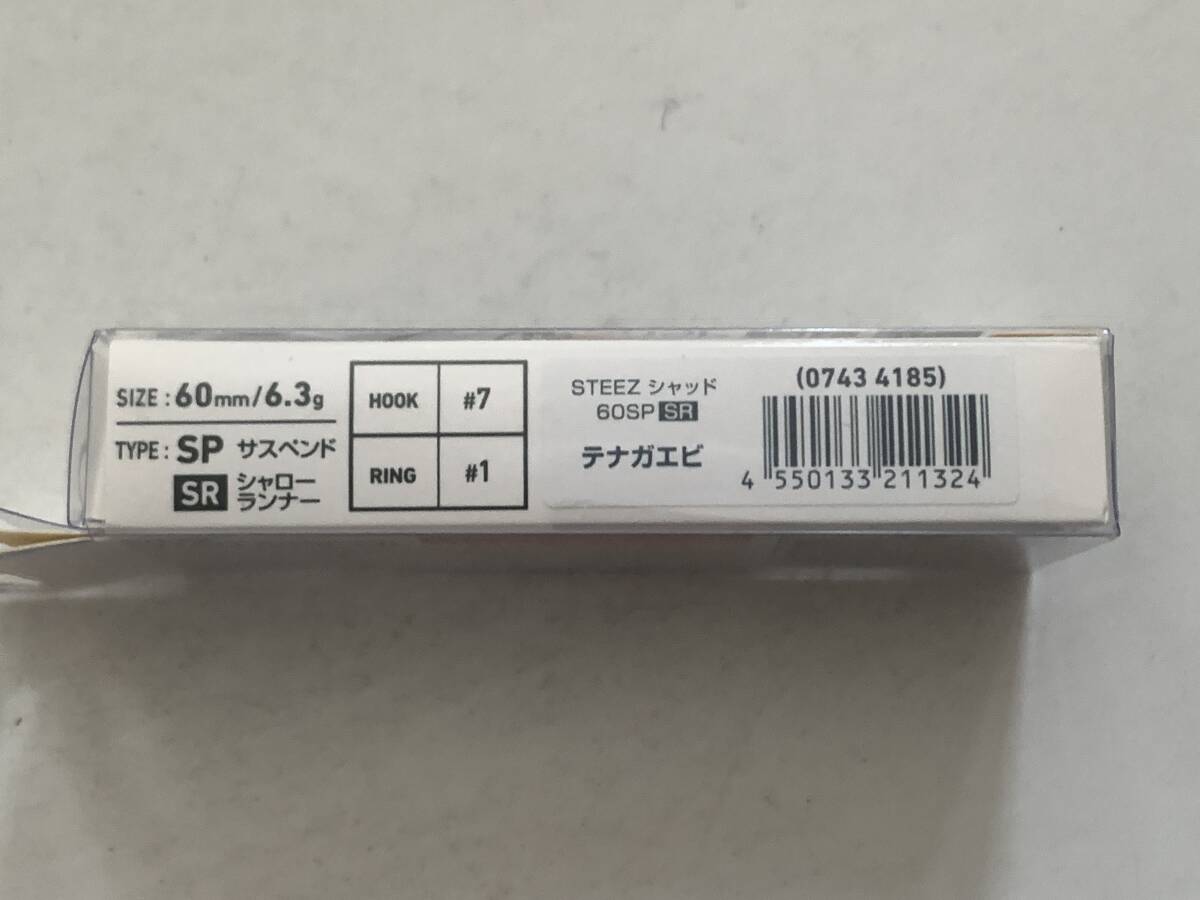 SIZE : 60mm/6.3g
TYPE : SP サスペンド
SR シャロー
ランナー
HOOK #7
RING #1
STEEZ シャッド
60SP SR
テナガエビ
(0743 4185)
4 550133 211324